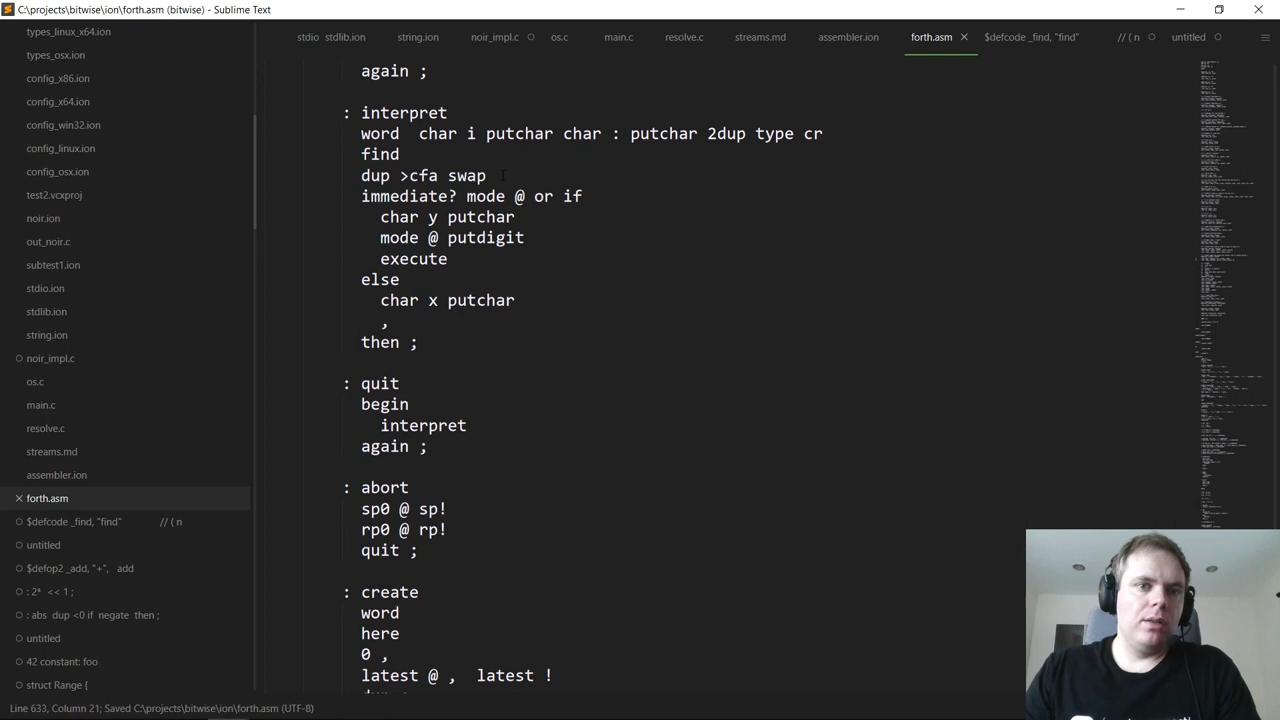 C:\projects\bitwise\ion\forth.asm (bitwise) - Sublime Text
types_linux_x64.ion
types_osx.ion
config_x86.ion
config_x64.ion
config_win32.ion
config_linux.ion
config_osx.ion
test2.vcxproj
noir.ion
out_noir.c
subtest1.ion
stdio.ion
stdlib.ion
string.ion
noir_impl.c
os.c
main.c
resolve.c
streams.md
assembler.ion
forth.asm
$defcode _find, "find" // ( n
untitled
$defop2 _add, "+", add
: 2* << 1 ;
: abs dup <0 if negate then ;
untitled
42 constant: foo
struct Range {
stdio stdlib.ion string.ion noir_impl.c os.c main.c resolve.c streams.md assembler.ion forth.asm $defcode _find, "find" // ( n untitled
again ;
: interpret
word char i putchar char : putchar 2dup type cr
find
dup >cfa swap
immediate? mode @ or if
char y putchar
mode @ putdigit
execute
else
char x putchar
,
then ;
: quit
begin
interpret
again ;
: abort
sp0 @ sp!
rp0 @ rp!
quit ;
: create
word
here
0 ,
latest @ , latest !
Line 633, Column 21; Saved C:\projects\bitwise\ion\forth.asm (UTF-8)